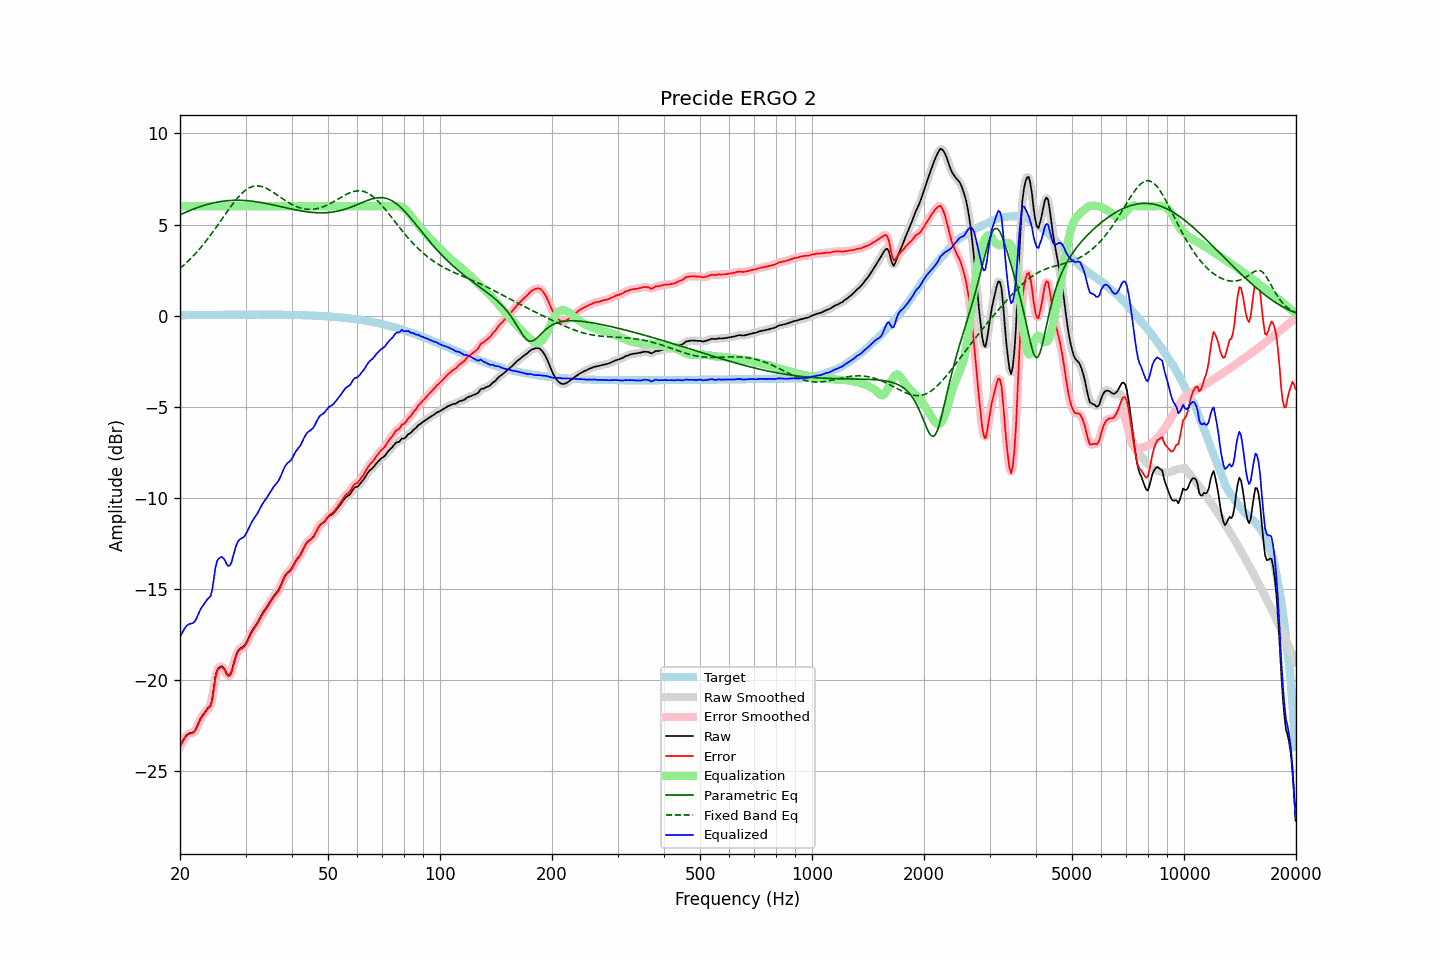 Precide ERGO 2
Amplitude (dBr)
10
5
0
−5
−10
−15
−20
−25
Target
Raw Smoothed
Error Smoothed
Raw
Error
Equalization
Parametric Eq
Fixed Band Eq
Equalized
20 50 100 200 500 1000 2000 5000 10000 20000
Frequency (Hz)